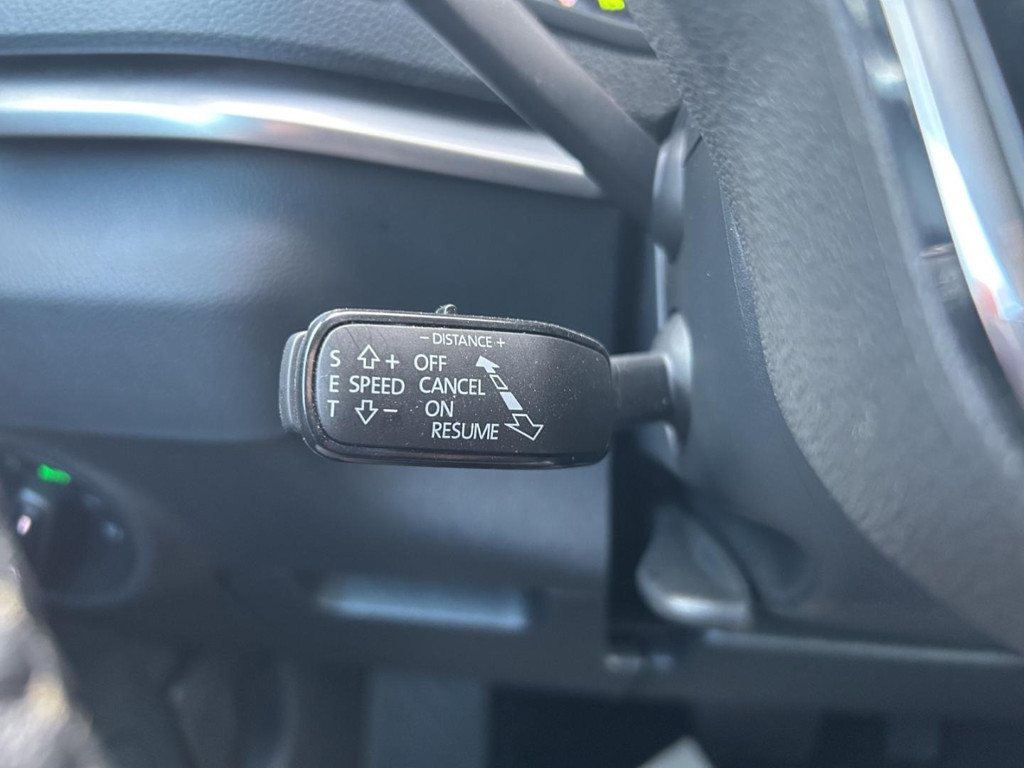 - DISTANCE +
S + OFF
E SPEED CANCEL
T - ON
RESUME